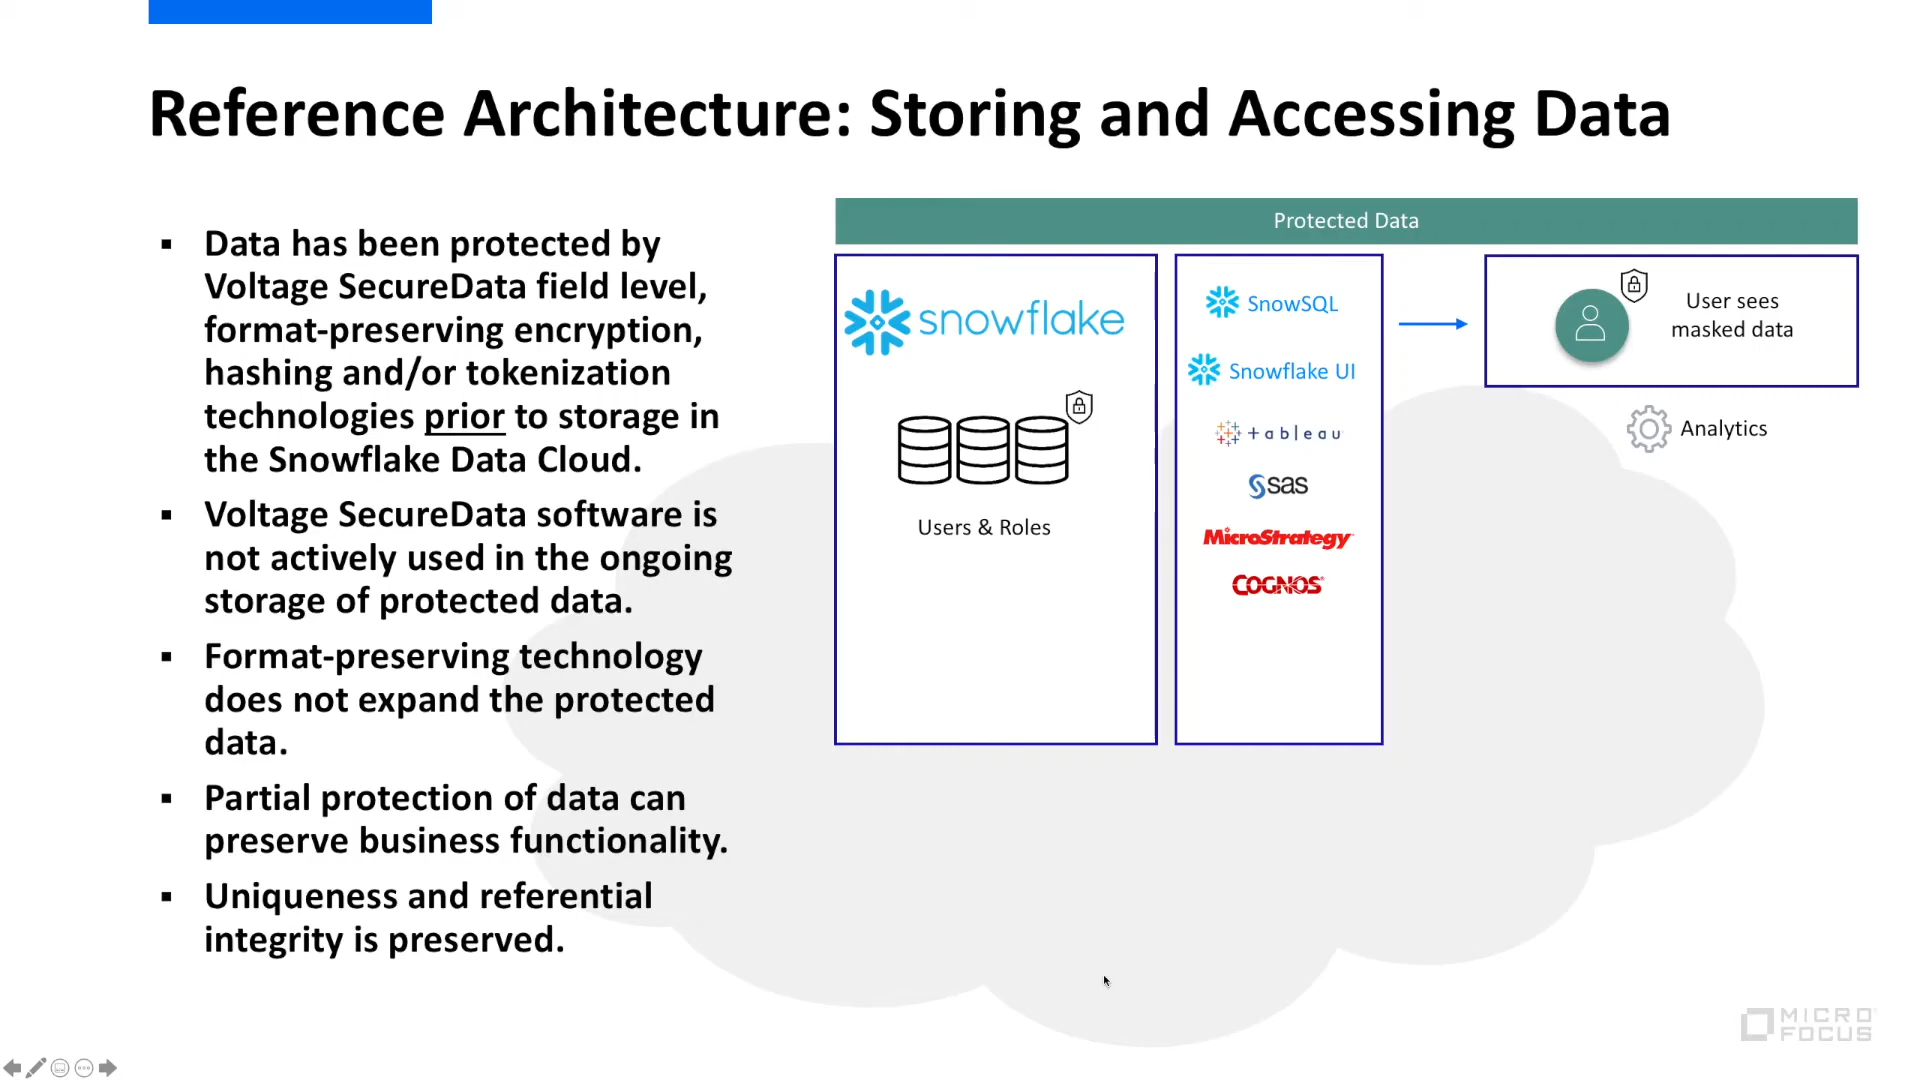 Reference Architecture: Storing and Accessing Data
▪ Data has been protected by
Voltage SecureData field level,
format-preserving encryption,
hashing and/or tokenization
technologies prior to storage in
the Snowflake Data Cloud.
▪ Voltage SecureData software is
not actively used in the ongoing
storage of protected data.
▪ Format-preserving technology
does not expand the protected
data.
▪ Partial protection of data can
preserve business functionality.
▪ Uniqueness and referential
integrity is preserved.
Protected Data
snowflake
Users & Roles
SnowSQL
Snowflake UI
+ableau
sas
MicroStrategy
COGNOS
User sees
masked data
Analytics
MICRO
FOCUS